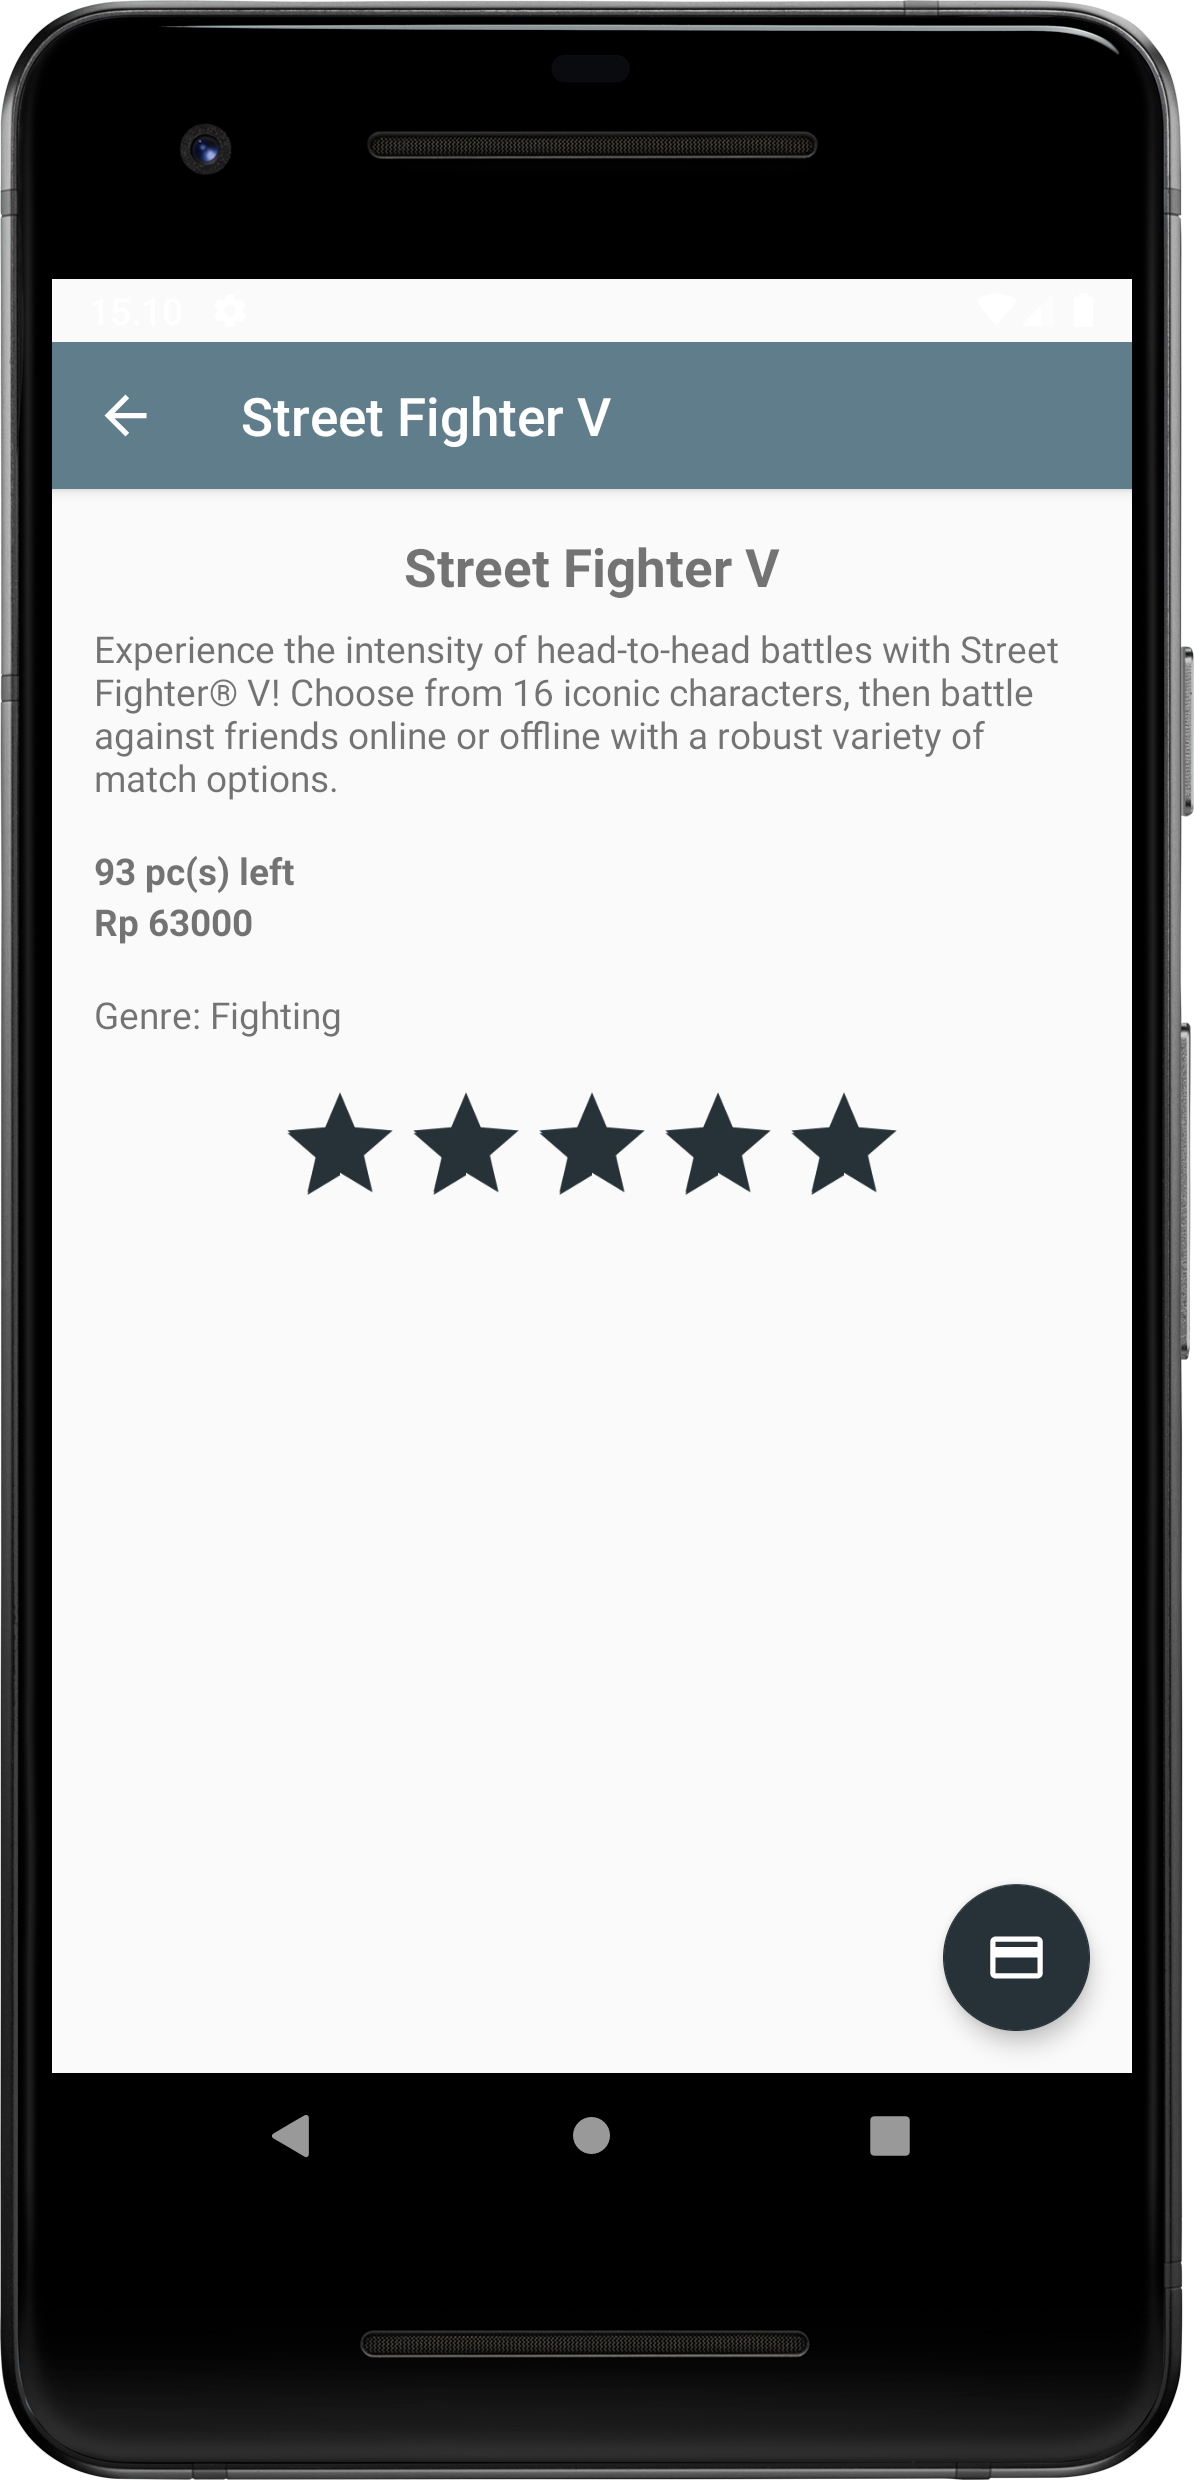 15.10
Street Fighter V
Street Fighter V
Experience the intensity of head-to-head battles with Street
Fighter® V! Choose from 16 iconic characters, then battle
against friends online or offline with a robust variety of
match options.
93 pc(s) left
Rp 63000
Genre: Fighting